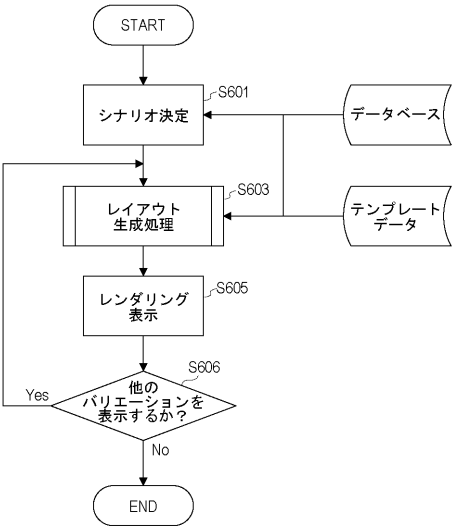 START
S601
シナリオ決定
データベース
S603
レイアウト
生成処理
テンプレート
データ
S605
レンダリング
表示
S606
他の
バリエーションを
表示するか？
Yes
No
END